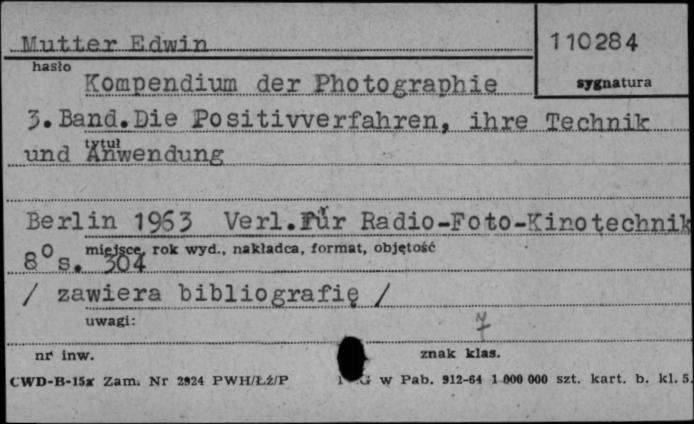 Mutter Edwin
110284
hasło
Kompendium der Photographie
sygnatura
3. Band. Die Positivverfahren, ihre Technik
tytuł
und Anwendung
Berlin 1963 Verl. für Radio-Foto-Kinotechnik
miejsce, rok wyd., nakładca, format, objętość
8° s. 304
/ zawiera bibliografię /
uwagi:
nr inw.
znak klas.
CWD-B-15x Zam. Nr 2924 PWH/Łź/P
G w Pab. 912-64 1 000 000 szt. kart. b. kl. 5.